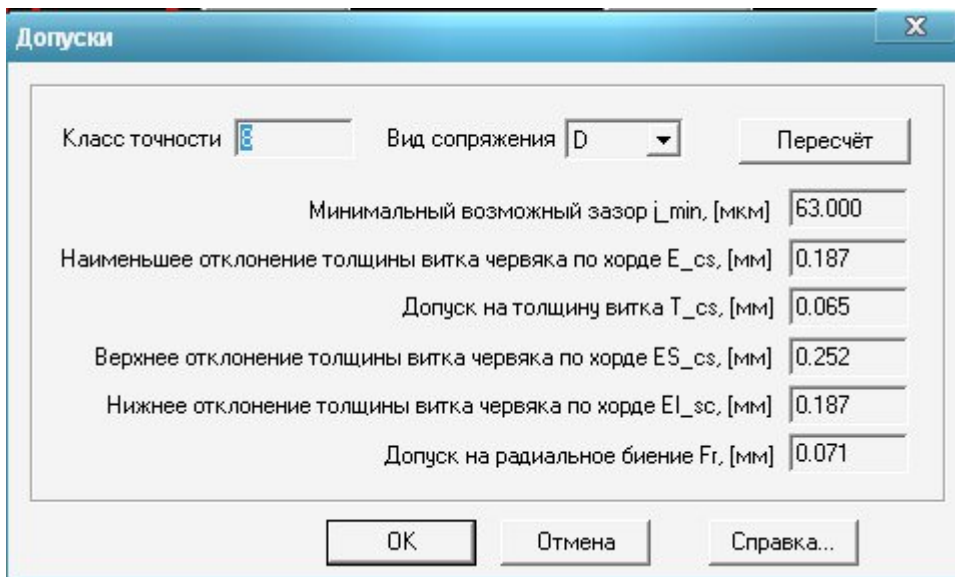 Допуски
Класс точности 8 Вид сопряжения D Пересчёт
Минимальный возможный зазор j_min, [мкм] 63.000
Наименьшее отклонение толщины витка червяка по хорде E_cs, [мм] 0.187
Допуск на толщину витка T_cs, [мм] 0.065
Верхнее отклонение толщины витка червяка по хорде ES_cs, [мм] 0.252
Нижнее отклонение толщины витка червяка по хорде EI_sc, [мм] 0.187
Допуск на радиальное биение Fr, [мм] 0.071
OK Отмена Справка...